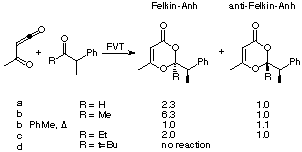 Felkin-Anh anti-Felkin-Anh
O O O
Ph FVT O Ph O Ph
R O R O R
O
a R = H 2.3 1.0
b R = Me 6.3 1.0
b PhMe, Δ 1.0 1.1
c R = Et 2.0 1.0
d R = t-Bu no reaction